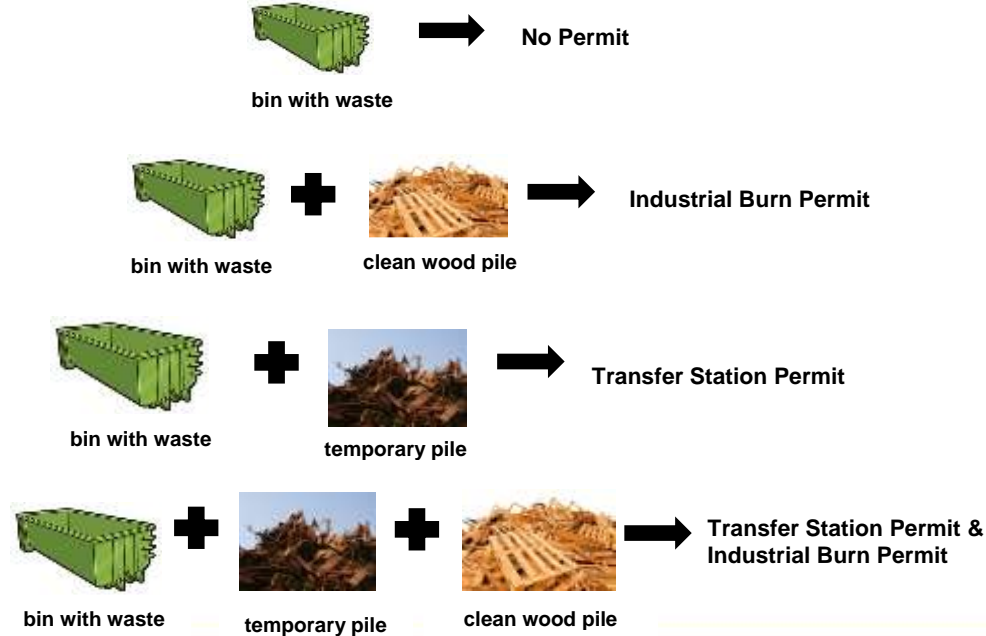 No Permit
bin with waste
Industrial Burn Permit
bin with waste
clean wood pile
Transfer Station Permit
bin with waste
temporary pile
Transfer Station Permit &
Industrial Burn Permit
bin with waste
temporary pile
clean wood pile